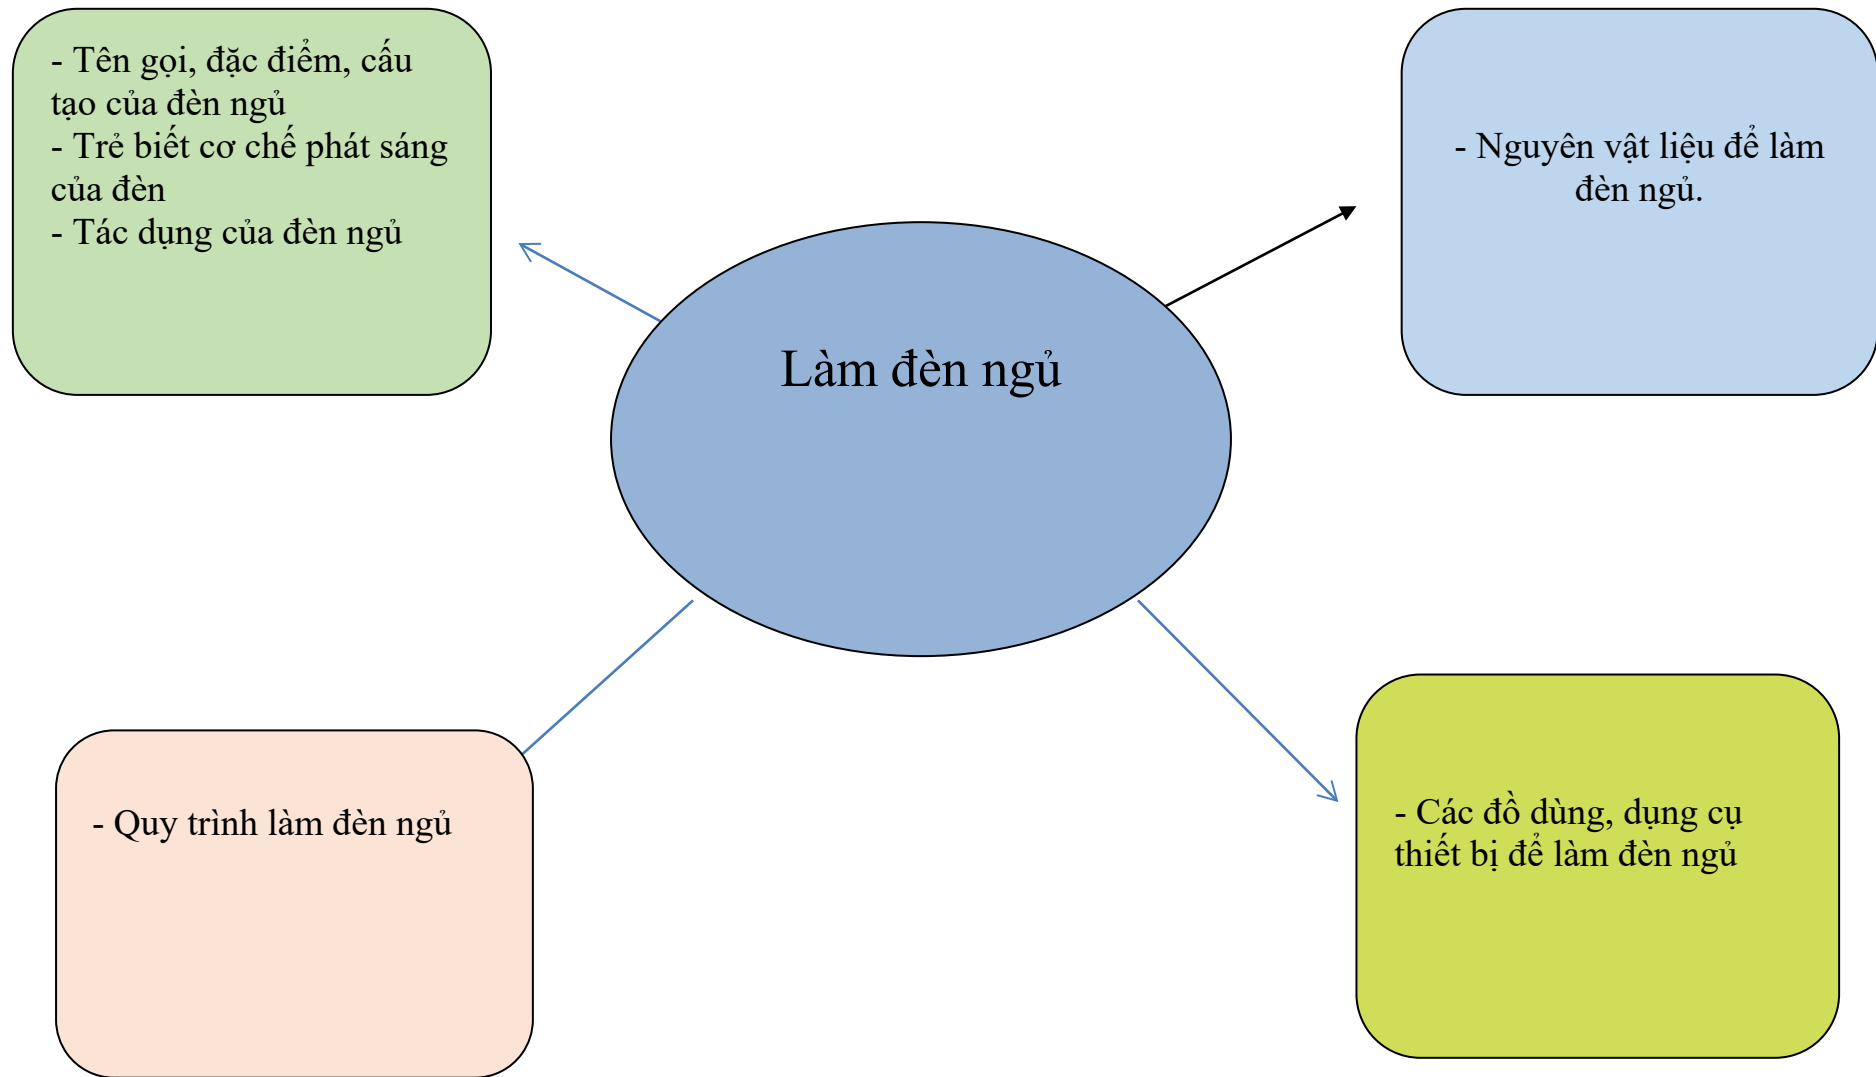 - Tên gọi, đặc điểm, cấu
tạo của đèn ngủ
- Trẻ biết cơ chế phát sáng
của đèn
- Tác dụng của đèn ngủ
- Nguyên vật liệu để làm
đèn ngủ.
Làm đèn ngủ
- Quy trình làm đèn ngủ
- Các đồ dùng, dụng cụ
thiết bị để làm đèn ngủ